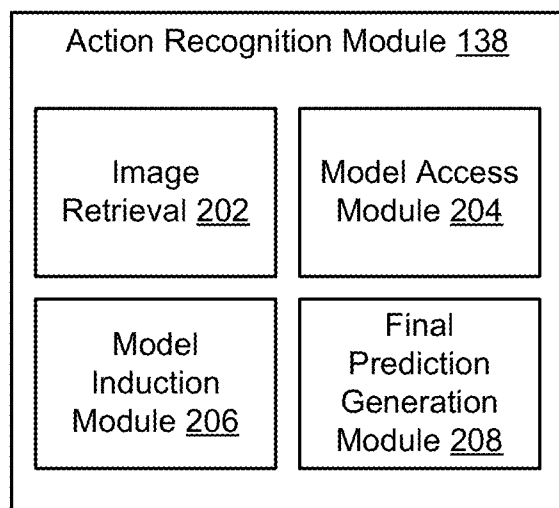 Action Recognition Module 138
Image
Retrieval 202
Model Access
Module 204
Model
Induction
Module 206
Final
Prediction
Generation
Module 208